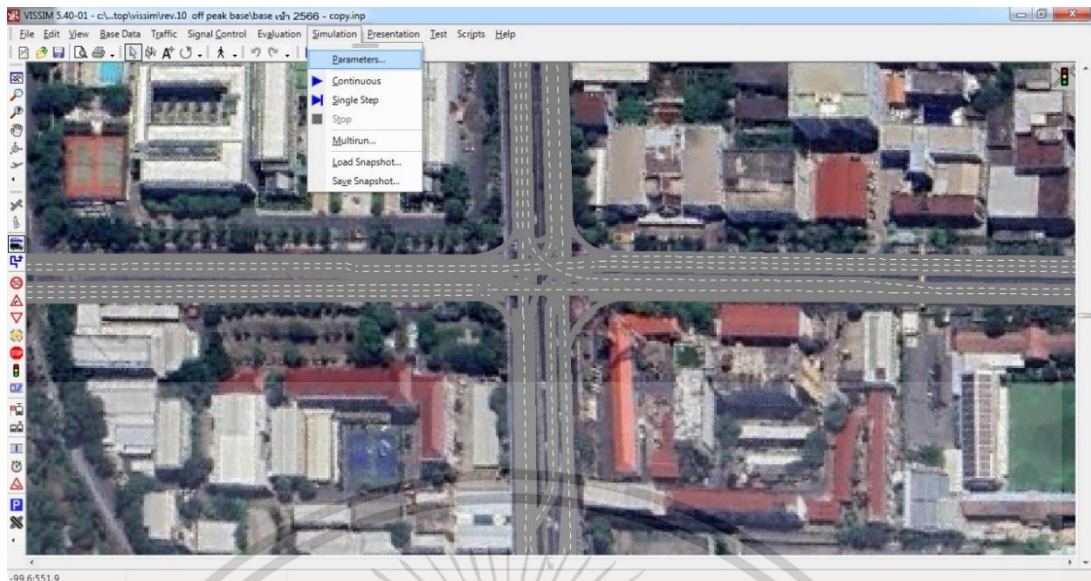 VISSIM 5.40-01 - c:\...top\vissim\rev.10 off peak base\base เช้า 2566 - copy.inp
File Edit View Base Data Traffic Signal Control Evaluation Simulation Presentation Test Scripts Help
Parameters...
Continuous
Single Step
Stop
Multirun...
Load Snapshot...
Save Snapshot...
50
STOP
P
-99.6:551.9